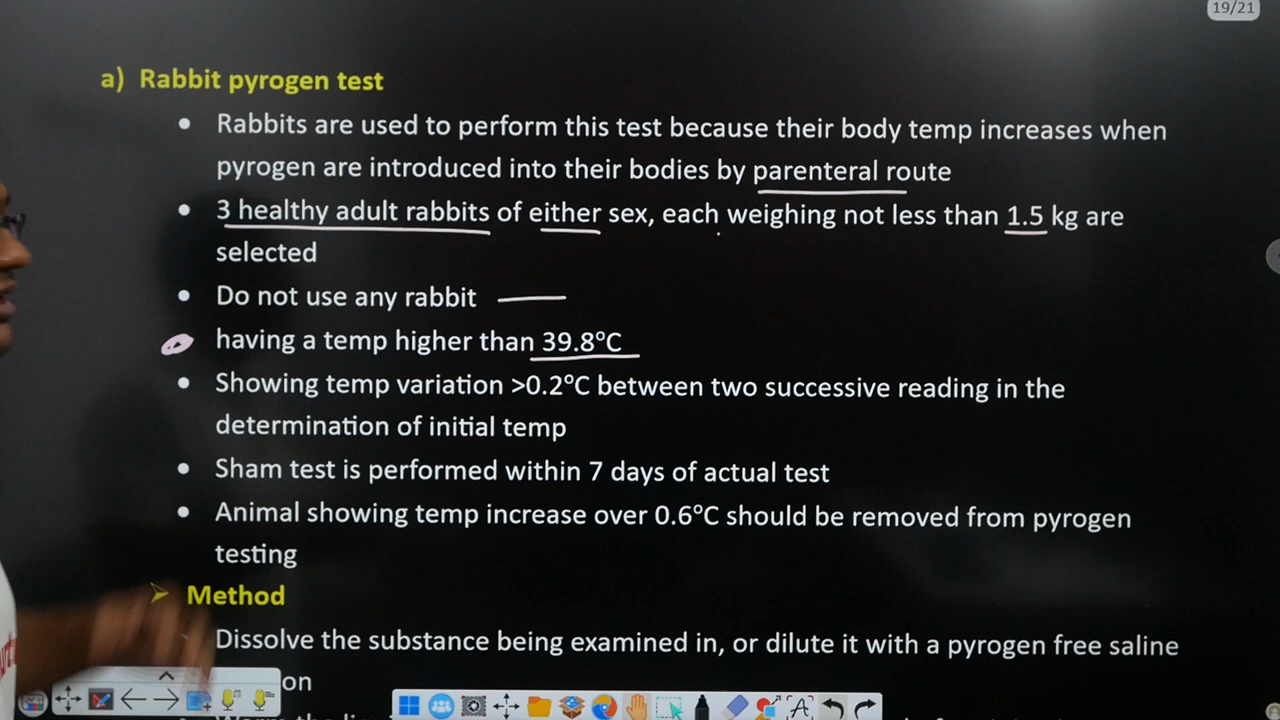 19/21
a) Rabbit pyrogen test
• Rabbits are used to perform this test because their body temp increases when
pyrogen are introduced into their bodies by parenteral route
• 3 healthy adult rabbits of either sex, each weighing not less than 1.5 kg are
selected
• Do not use any rabbit
having a temp higher than 39.8°C
• Showing temp variation >0.2°C between two successive reading in the
determination of initial temp
• Sham test is performed within 7 days of actual test
• Animal showing temp increase over 0.6°C should be removed from pyrogen
testing
➢ Method
Dissolve the substance being examined in, or dilute it with a pyrogen free saline
on